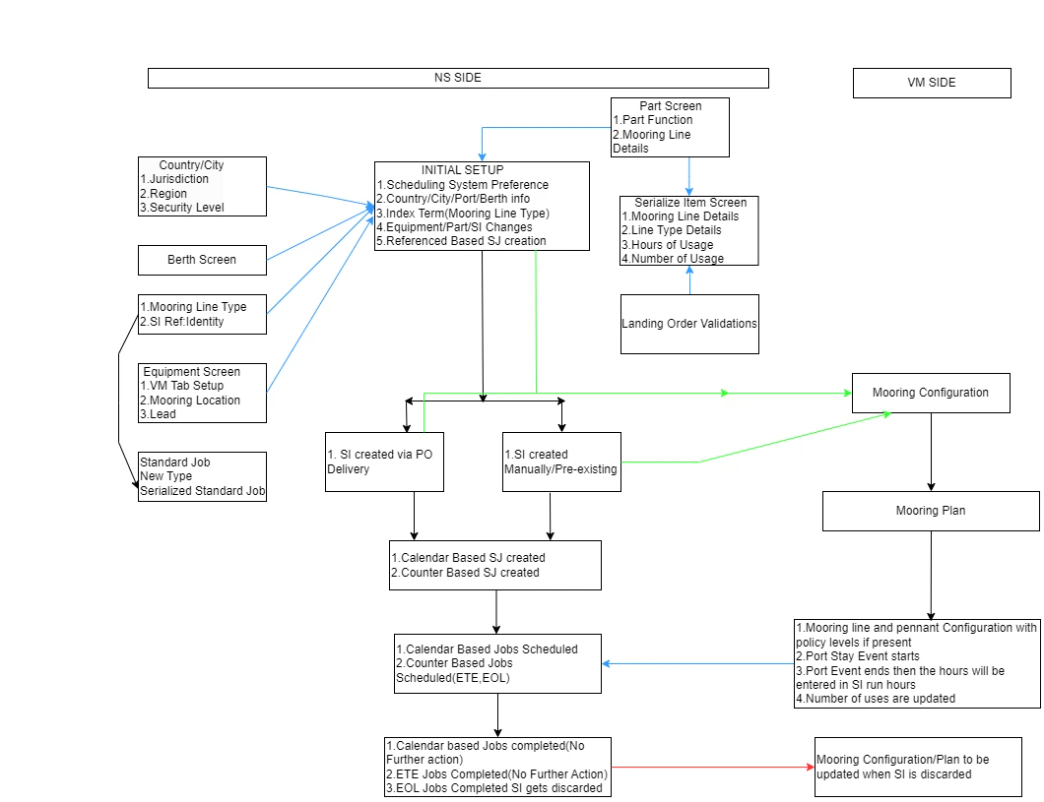 NS SIDE
VM SIDE
Part Screen
1.Part Function
2.Mooring Line
Details
Country/City
1.Jurisdiction
2.Region
3.Security Level
INITIAL SETUP
1.Scheduling System Preference
2.Country/City/Port/Berth info
3.Index Term(Mooring Line Type)
4.Equipment/Part/SI Changes
5.Referenced Based SJ creation
Serialize Item Screen
1.Mooring Line Details
2.Line Type Details
3.Hours of Usage
4.Number of Usage
Berth Screen
1.Mooring Line Type
2.SI Ref:Identity
Landing Order Validations
Equipment Screen
1.VM Tab Setup
2.Mooring Location
3.Lead
Mooring Configuration
Standard Job
New Type
Serialized Standard Job
1. SI created via PO
Delivery
1.SI created
Manually/Pre-existing
Mooring Plan
1.Calendar Based SJ created
2.Counter Based SJ created
1.Calendar Based Jobs Scheduled
2.Counter Based Jobs
Scheduled(ETE,EOL)
1.Mooring line and pennant Configuration with
policy levels if present
2.Port Stay Event starts
3.Port Event ends then the hours will be
entered in SI run hours
4.Number of uses are updated
1.Calendar based Jobs completed(No
Further action)
2.ETE Jobs Completed(No Further Action)
3.EOL Jobs Completed SI gets discarded
Mooring Configuration/Plan to be
updated when SI is discarded